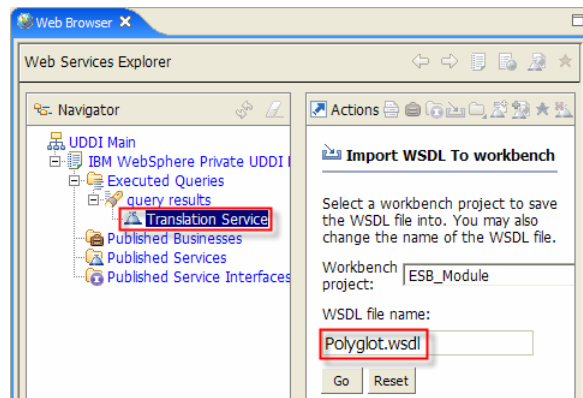 Web Browser
Web Services Explorer
Navigator
UDDI Main
IBM WebSphere Private UDDI
Executed Queries
query results
Translation Service
Published Businesses
Published Services
Published Service Interfaces
Actions
Import WSDL To workbench
Select a workbench project to save
the WSDL file into. You may also
change the name of the WSDL file.
Workbench
project:
ESB_Module
WSDL file name:
Polyglot.wsdl
Go Reset